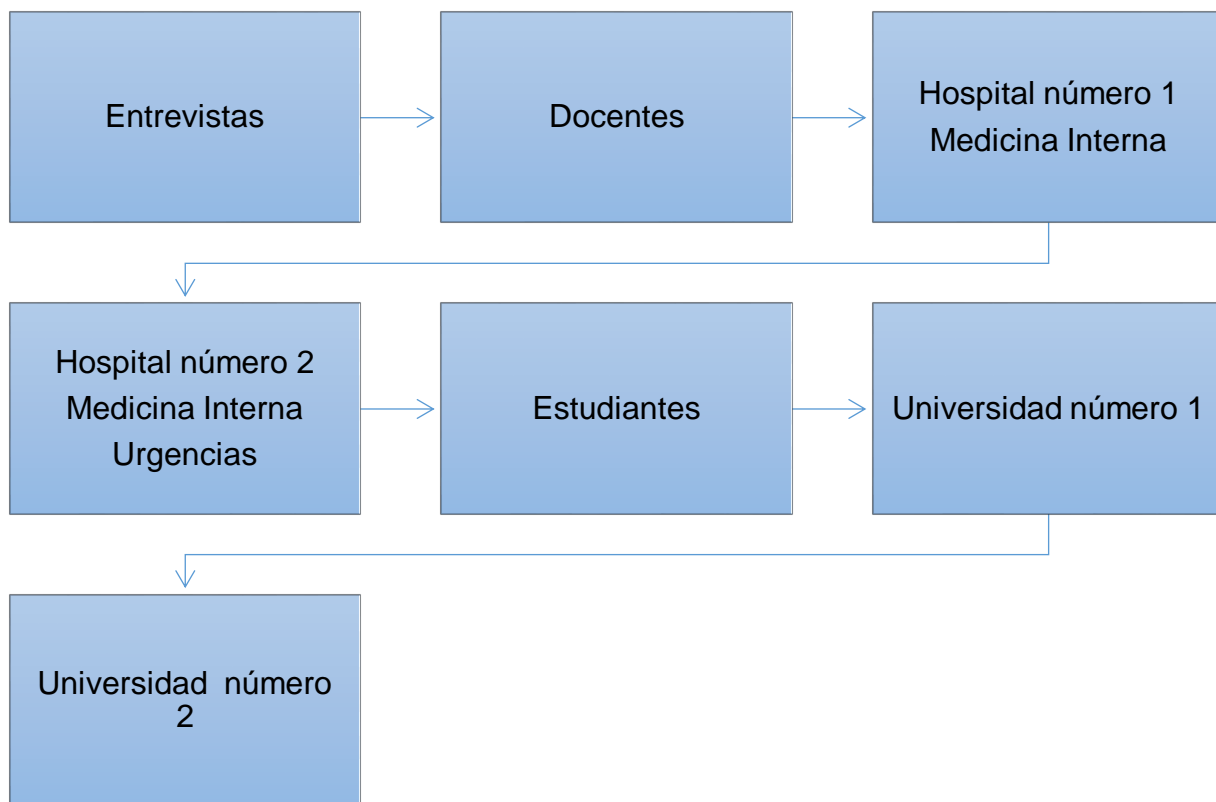 Entrevistas
Docentes
Hospital número 1
Medicina Interna
Hospital número 2
Medicina Interna
Urgencias
Estudiantes
Universidad número 1
Universidad número
2